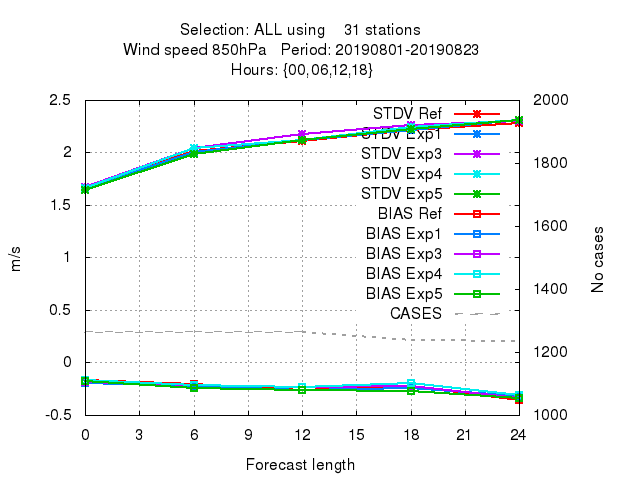 Selection: ALL using 31 stations
Wind speed 850hPa Period: 20190801-20190823
Hours: {00,06,12,18}
2.5
2
1.5
1
0.5
0
-0.5
m/s
2000
1800
1600
1400
1200
1000
No cases
STDV Ref
STDV Exp1
STDV Exp3
STDV Exp4
STDV Exp5
BIAS Ref
BIAS Exp1
BIAS Exp3
BIAS Exp4
BIAS Exp5
CASES
0 3 6 9 12 15 18 21 24
Forecast length